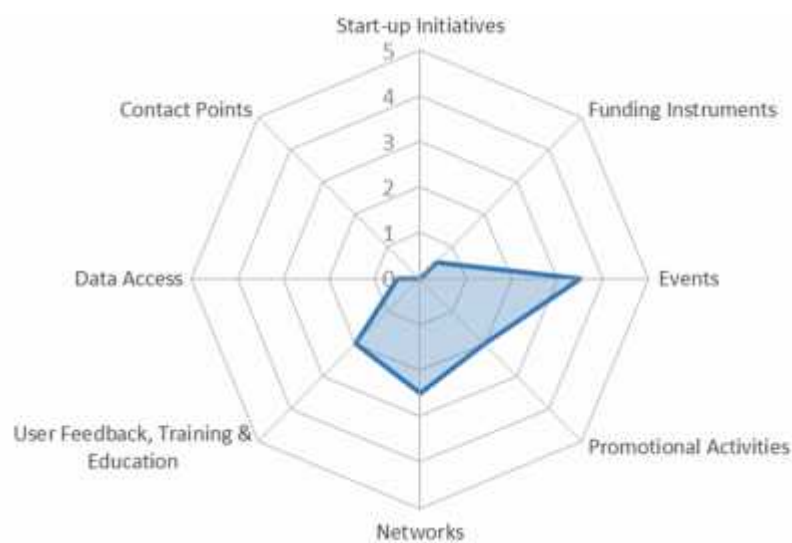 Start-up Initiatives
5
Contact Points
Funding Instruments
4
3
2
1
Data Access
0
Events
User Feedback, Training &
Education
Promotional Activities
Networks